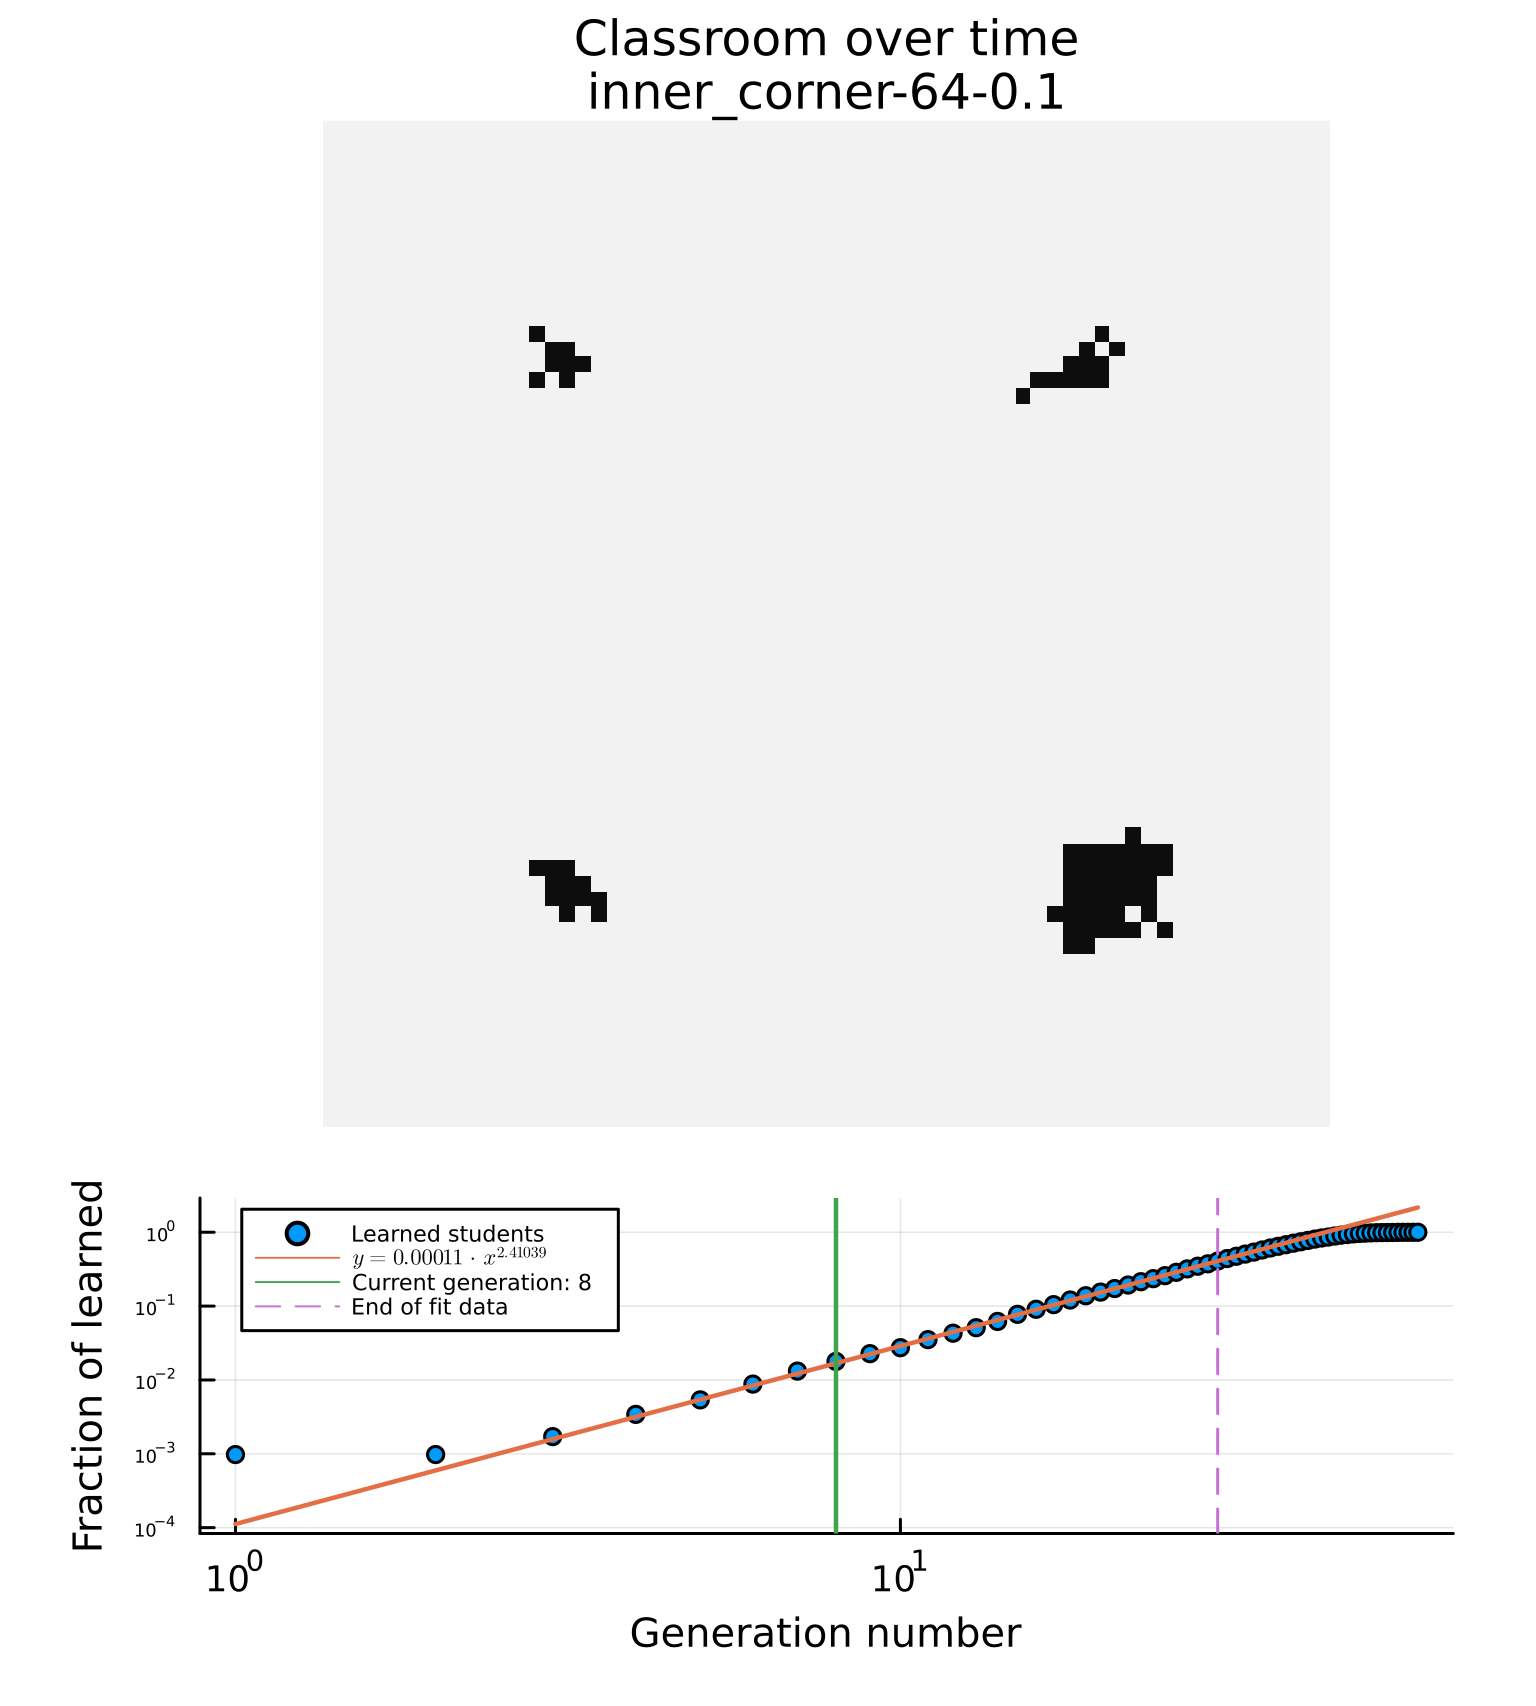 Classroom over time
inner_corner-64-0.1
Fraction of learned
10^0
10^-1
10^-2
10^-3
10^-4
Learned students
y = 0.00011 · x^2.41039
Current generation: 8
End of fit data
10^0
10^1
Generation number